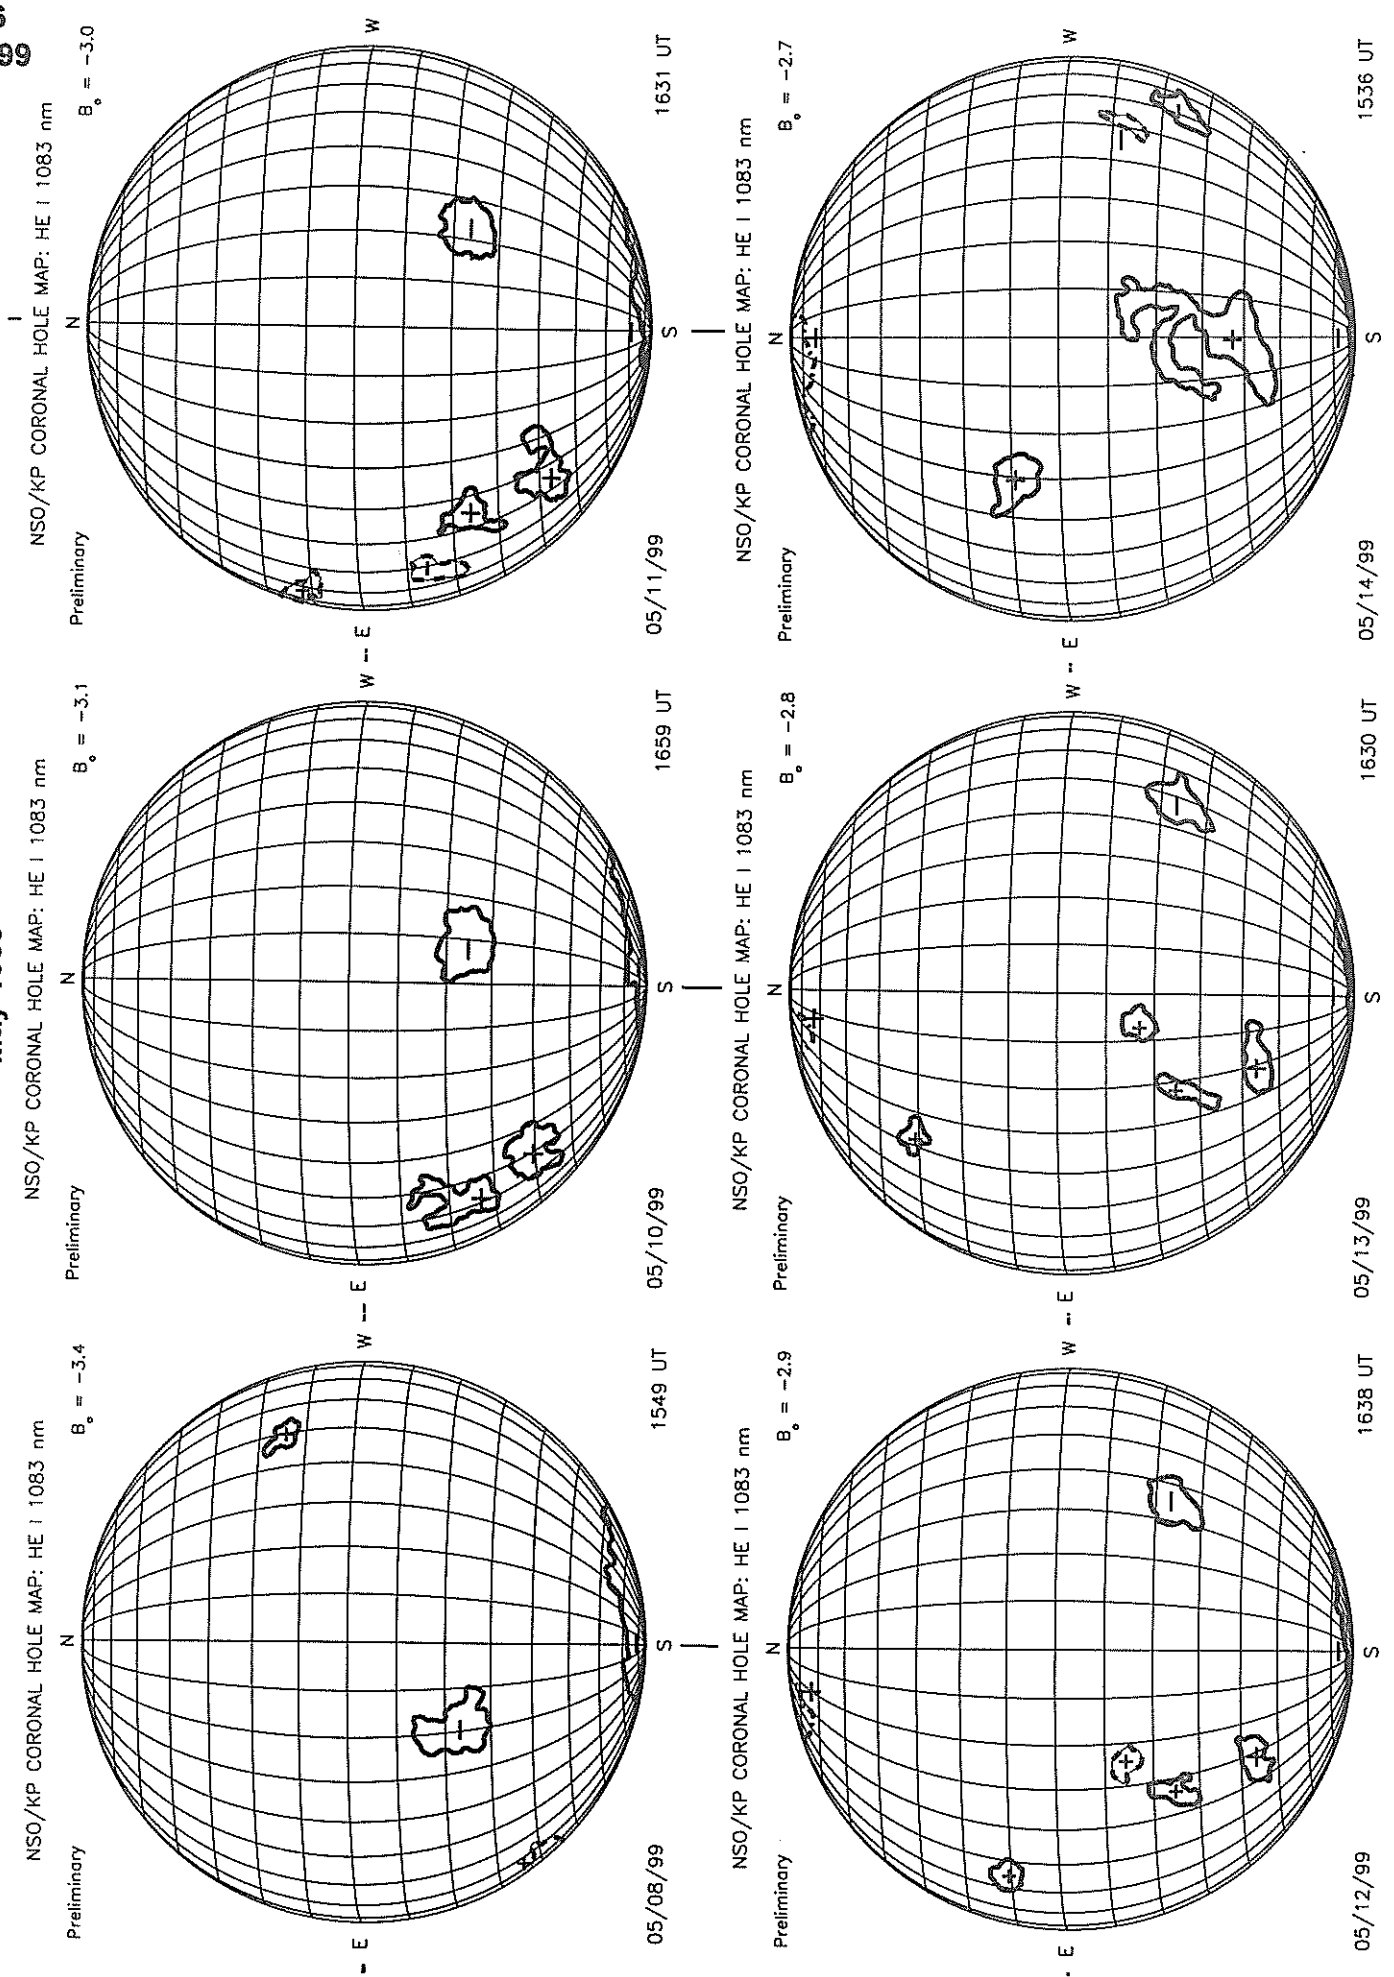 99
NSO/KP CORONAL HOLE MAP: HE I 1083 nm
Preliminary
B₀ = -3.4
N
- E
W --
S
05/08/99
1549 UT
NSO/KP CORONAL HOLE MAP: HE I 1083 nm
Preliminary
B₀ = -3.1
N
E
W --
S
05/10/99
1659 UT
NSO/KP CORONAL HOLE MAP: HE I 1083 nm
Preliminary
B₀ = -3.0
N
E
W
S
05/11/99
1631 UT
NSO/KP CORONAL HOLE MAP: HE I 1083 nm
Preliminary
B₀ = -2.9
N
- E
W --
S
05/12/99
1638 UT
NSO/KP CORONAL HOLE MAP: HE I 1083 nm
Preliminary
B₀ = -2.8
N
E
W --
S
05/13/99
1630 UT
NSO/KP CORONAL HOLE MAP: HE I 1083 nm
Preliminary
B₀ = -2.7
N
E
W
S
05/14/99
1536 UT